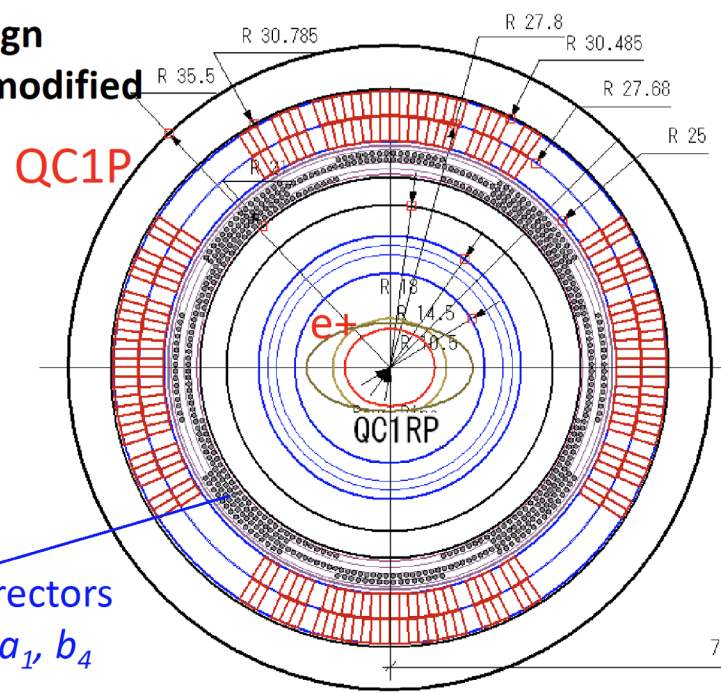 ign
modified
R 27.8
R 30.785
R 30.485
R 35.5
R 27.68
QC1P
R 25
R 18
R 14.5
e+
R 10.5
QC1RP
rectors
a1, b4
7